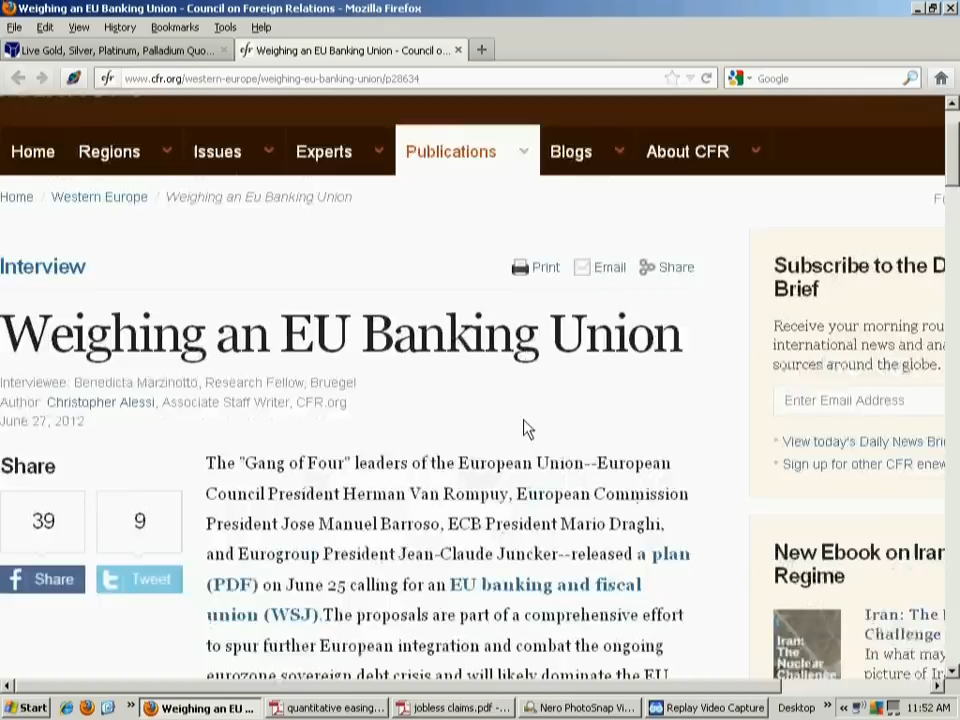 Weighing an EU Banking Union - Council on Foreign Relations - Mozilla Firefox
File Edit View History Bookmarks Tools Help
Live Gold, Silver, Platinum, Palladium Quo...
cfr Weighing an EU Banking Union - Council o...
cfr www.cfr.org/western-europe/weighing-eu-banking-union/p28634
Google
Home Regions Issues Experts Publications Blogs About CFR
Home / Western Europe / Weighing an Eu Banking Union
Interview
Print Email Share
Weighing an EU Banking Union
Interviewee: Benedicta Marzinotto, Research Fellow, Bruegel
Author: Christopher Alessi, Associate Staff Writer, CFR.org
June 27, 2012
Share
39 9
f Share Tweet
The "Gang of Four" leaders of the European Union--European
Council President Herman Van Rompuy, European Commission
President Jose Manuel Barroso, ECB President Mario Draghi,
and Eurogroup President Jean-Claude Juncker--released a plan
(PDF) on June 25 calling for an EU banking and fiscal
union (WSJ).The proposals are part of a comprehensive effort
to spur further European integration and combat the ongoing
eurozone sovereign debt crisis and will likely dominate the EU
Subscribe to the D
Brief
Receive your morning rou
international news and ana
sources around the globe.
Enter Email Address
View today's Daily News Bri
Sign up for other CFR enew
New Ebook on Iran
Regime
Iran:
The
Nuclear
Challenge
Iran: The
Challenge
In what may
picture of Ir
Start
Weighing an EU ...
quantitative easing...
jobless claims.pdf - ...
Nero PhotoSnap Vi...
Replay Video Capture
Desktop
11:52 AM